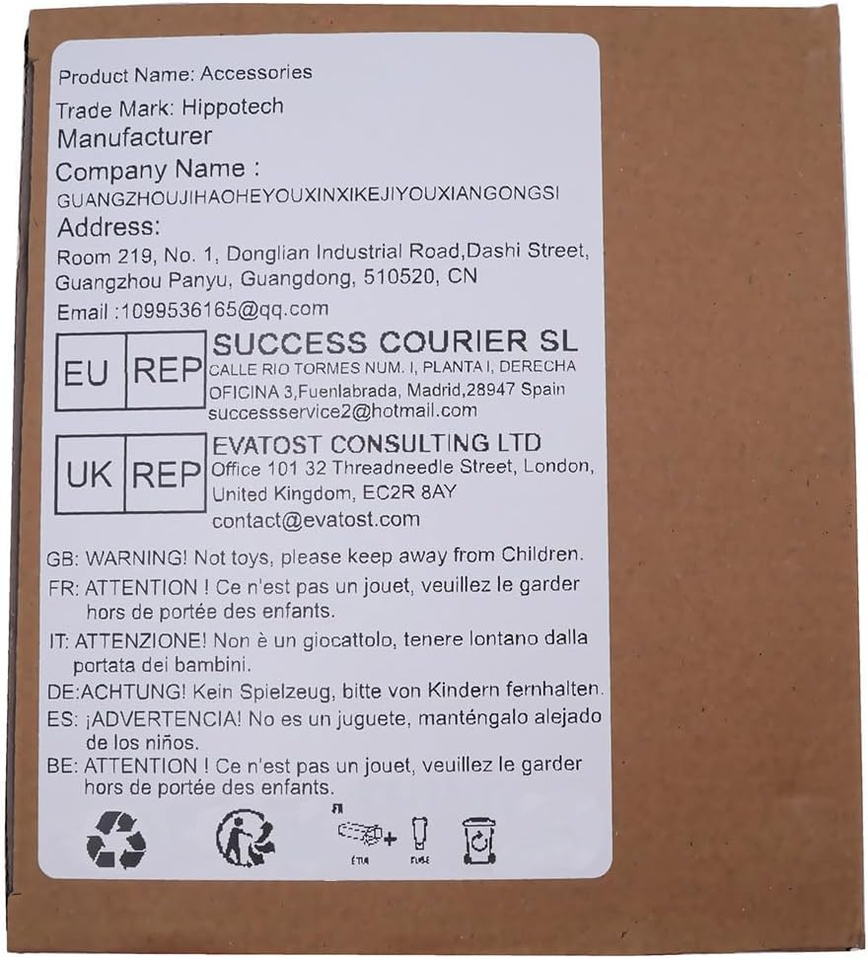 Product Name: Accessories
Trade Mark: Hippotech
Manufacturer
Company Name :
GUANGZHOUJIHAOHEYOUXINXIKEJIYOUXIANGONGSI
Address:
Room 219, No. 1, Donglian Industrial Road,Dashi Street,
Guangzhou Panyu, Guangdong, 510520, CN
Email :1099536165@qq.com
EU REP
SUCCESS COURIER SL
CALLE RIO TORMES NUM. I, PLANTA I, DERECHA
OFICINA 3,Fuenlabrada, Madrid,28947 Spain
successservice2@hotmail.com
UK REP
EVATOST CONSULTING LTD
Office 101 32 Threadneedle Street, London,
United Kingdom, EC2R 8AY
contact@evatost.com
GB: WARNING! Not toys, please keep away from Children.
FR: ATTENTION ! Ce n'est pas un jouet, veuillez le garder
hors de portée des enfants.
IT: ATTENZIONE! Non è un giocattolo, tenere lontano dalla
portata dei bambini.
DE:ACHTUNG! Kein Spielzeug, bitte von Kindern fernhalten.
ES: ¡ADVERTENCIA! No es un juguete, manténgalo alejado
de los niños.
BE: ATTENTION ! Ce n'est pas un jouet, veuillez le garder
hors de portée des enfants.
FR
+
ÉTUI